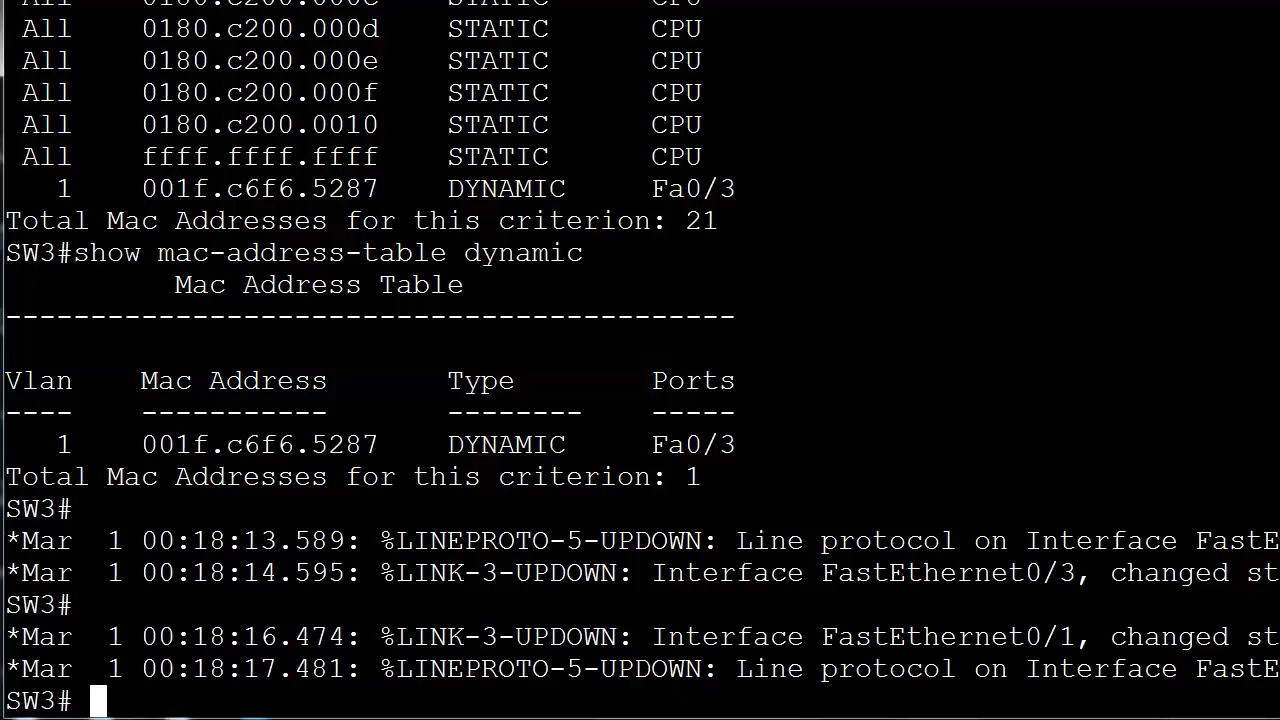 All 0180.c200.000c STATIC CPU
All 0180.c200.000d STATIC CPU
All 0180.c200.000e STATIC CPU
All 0180.c200.000f STATIC CPU
All 0180.c200.0010 STATIC CPU
All ffff.ffff.ffff STATIC CPU
1 001f.c6f6.5287 DYNAMIC Fa0/3
Total Mac Addresses for this criterion: 21
SW3#show mac-address-table dynamic
Mac Address Table
-------------------------------------------
Vlan Mac Address Type Ports
---- ----------- -------- -----
1 001f.c6f6.5287 DYNAMIC Fa0/3
Total Mac Addresses for this criterion: 1
SW3#
*Mar 1 00:18:13.589: %LINEPROTO-5-UPDOWN: Line protocol on Interface FastE
*Mar 1 00:18:14.595: %LINK-3-UPDOWN: Interface FastEthernet0/3, changed st
SW3#
*Mar 1 00:18:16.474: %LINK-3-UPDOWN: Interface FastEthernet0/1, changed st
*Mar 1 00:18:17.481: %LINEPROTO-5-UPDOWN: Line protocol on Interface FastE
SW3#